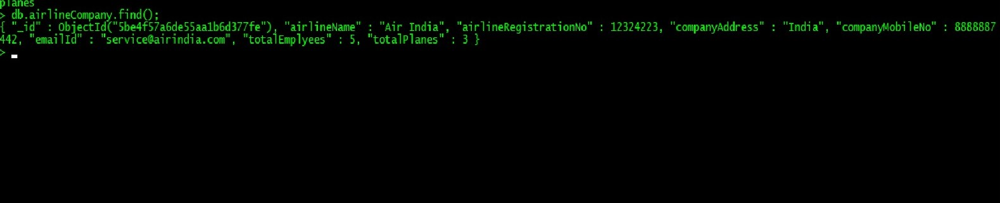 planes
> db.airlineCompany.find();
{ "_id" : ObjectId("5be4f57a6de55aa1b6d377fe"), "airlineName" : "Air India", "airlineRegistrationNo" : 12324223, "companyAddress" : "India", "companyMobileNo" : 8888887
442, "emailId" : "service@airindia.com", "totalEmplyees" : 5, "totalPlanes" : 3 }
>